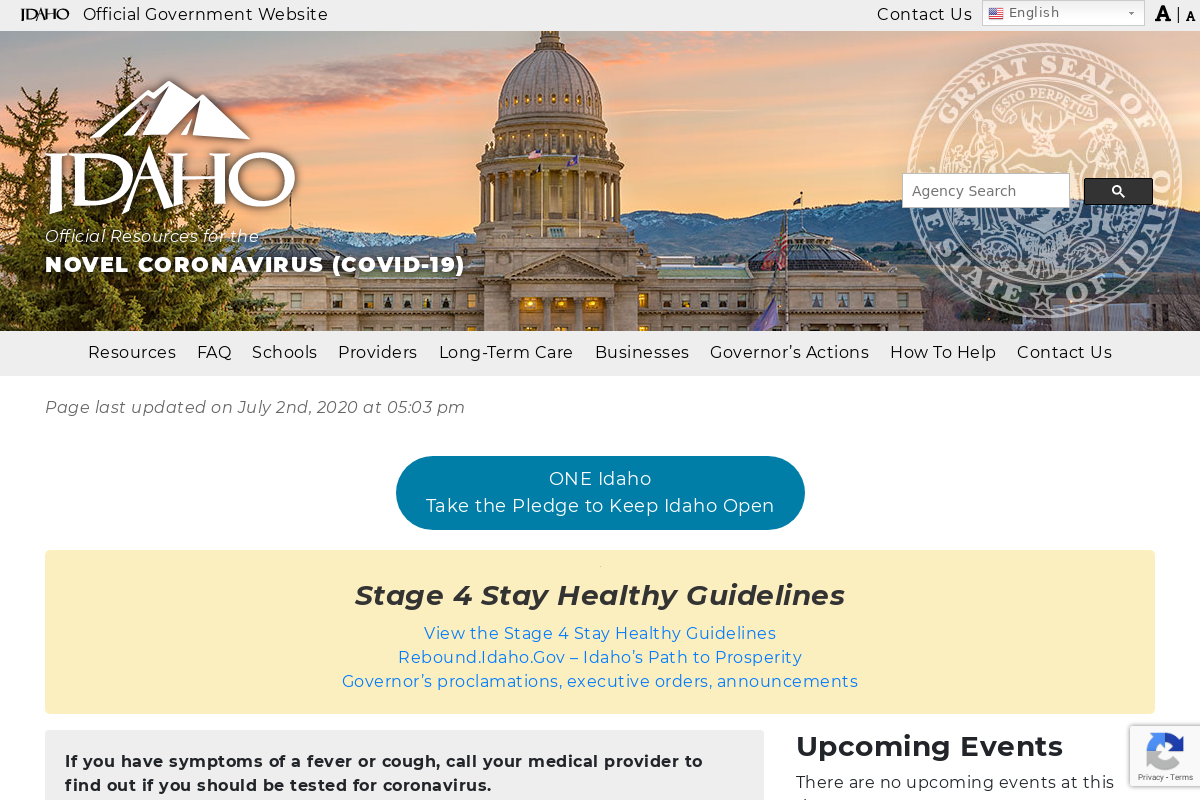 IDAHO Official Government Website
Contact Us
English
A | A
IDAHO
Official Resources for the
NOVEL CORONAVIRUS (COVID-19)
GREAT SEAL OF
ESTO PERPETUA
THE STATE OF IDAHO
Agency Search
Resources FAQ Schools Providers Long-Term Care Businesses Governor’s Actions How To Help Contact Us
Page last updated on July 2nd, 2020 at 05:03 pm
ONE Idaho
Take the Pledge to Keep Idaho Open
Stage 4 Stay Healthy Guidelines
View the Stage 4 Stay Healthy Guidelines
Rebound.Idaho.Gov – Idaho’s Path to Prosperity
Governor’s proclamations, executive orders, announcements
If you have symptoms of a fever or cough, call your medical provider to
find out if you should be tested for coronavirus.
Upcoming Events
There are no upcoming events at this
Privacy - Terms